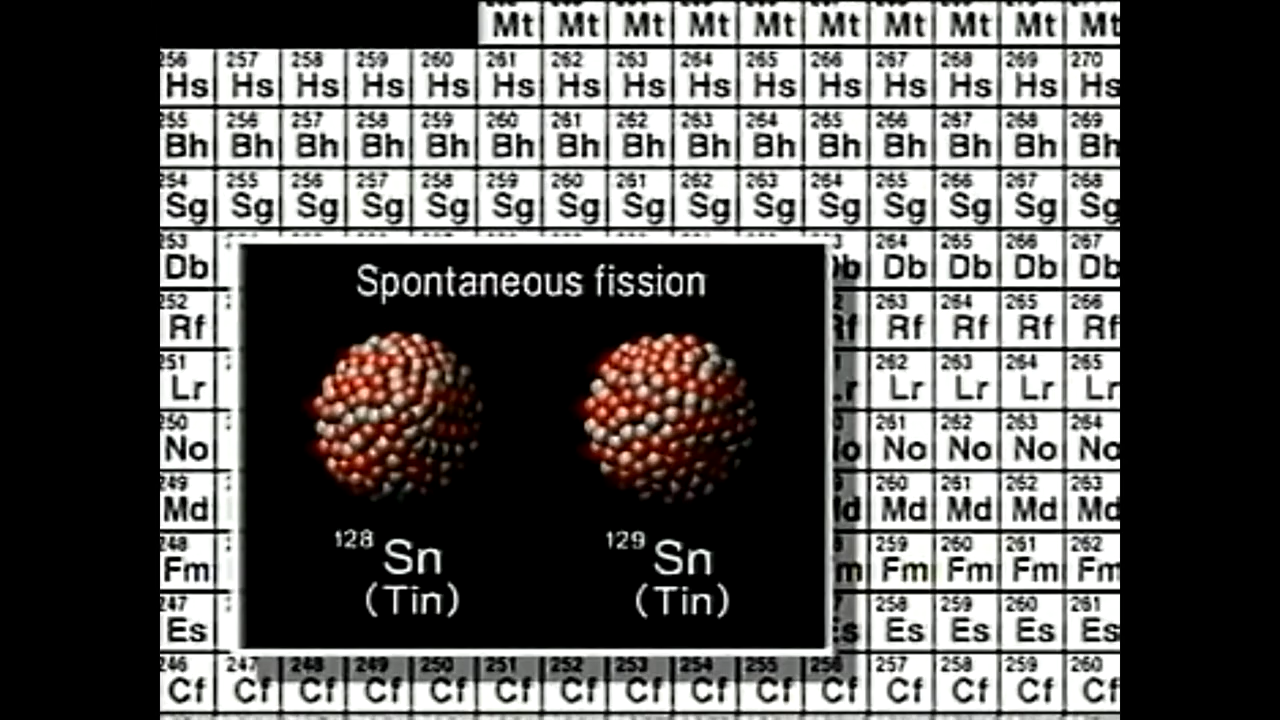 Mt Mt Mt Mt Mt Mt Mt Mt Mt Mt
256 257 258 259 260 261 262 263 264 265 266 267 268 269 270
Hs Hs Hs Hs Hs Hs Hs Hs Hs Hs Hs Hs Hs Hs Hs
255 256 257 258 259 260 261 262 263 264 265 266 267 268 269
Bh Bh Bh Bh Bh Bh Bh Bh Bh Bh Bh Bh Bh Bh Bh
254 255 256 257 258 259 260 261 262 263 264 265 266 267 268
Sg Sg Sg Sg Sg Sg Sg Sg Sg Sg Sg Sg Sg Sg Sg
253 264 265 266 267
Db Db Db Db Db
252 263 264 265 266
Rf Rf Rf Rf Rf
251 262 263 264 265
Lr Lr Lr Lr Lr
250 261 262 263 264
No No No No No
249 260 261 262 263
Md Md Md Md Md
248 259 260 261 262
Fm Fm Fm Fm Fm
247 258 259 260 261
Es Es Es Es Es
246 247 248 249 250 251 252 253 254 255 256 257 258 259 260
Cf Cf Cf Cf Cf Cf Cf Cf Cf Cf Cf Cf Cf Cf Cf
Spontaneous fission
128 Sn
(Tin)
129 Sn
(Tin)